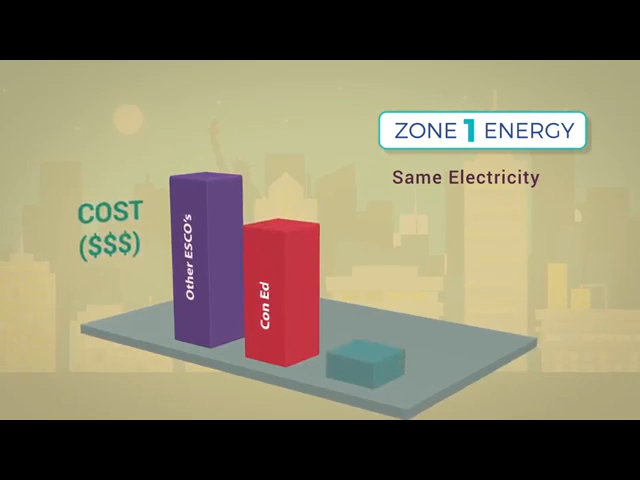 ZONE 1 ENERGY
Same Electricity
COST
($$$)
Other ESCO's
Con Ed